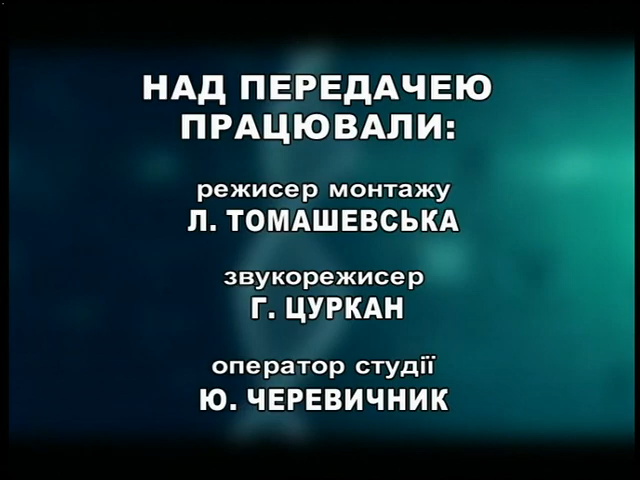 НАД ПЕРЕДАЧЕЮ
ПРАЦЮВАЛИ:
режисер монтажу
Л. ТОМАШЕВСЬКА
звукорежисер
Г. ЦУРКАН
оператор студії
Ю. ЧЕРЕВИЧНИК